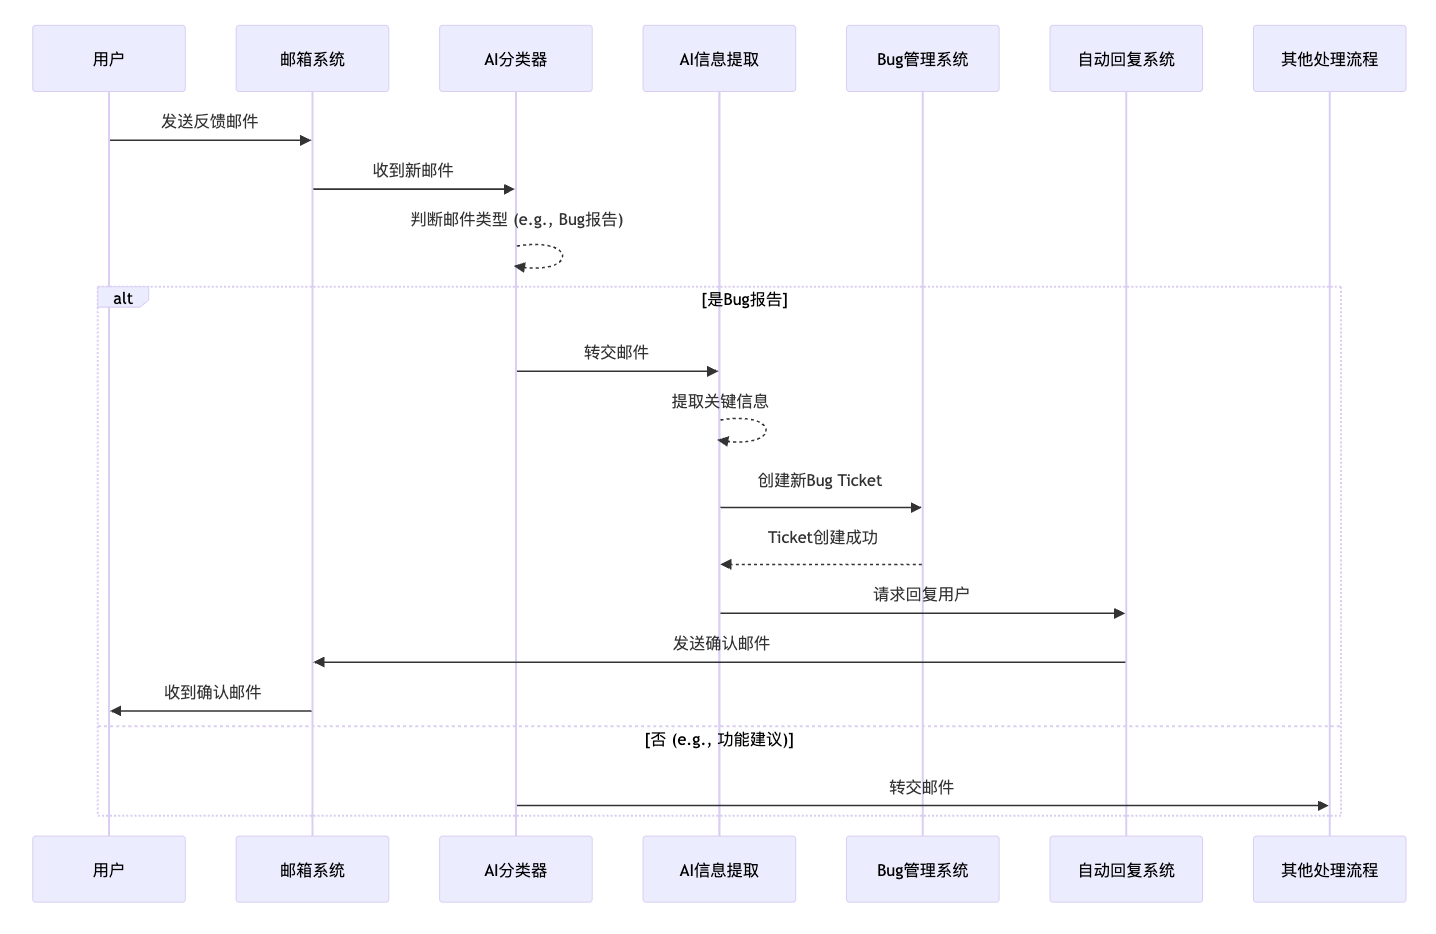 用户
邮箱系统
AI分类器
AI信息提取
Bug管理系统
自动回复系统
其他处理流程
发送反馈邮件
收到新邮件
判断邮件类型 (e.g., Bug报告)
alt
[是Bug报告]
转交邮件
提取关键信息
创建新Bug Ticket
Ticket创建成功
请求回复用户
发送确认邮件
收到确认邮件
[否 (e.g., 功能建议)]
转交邮件
用户
邮箱系统
AI分类器
AI信息提取
Bug管理系统
自动回复系统
其他处理流程